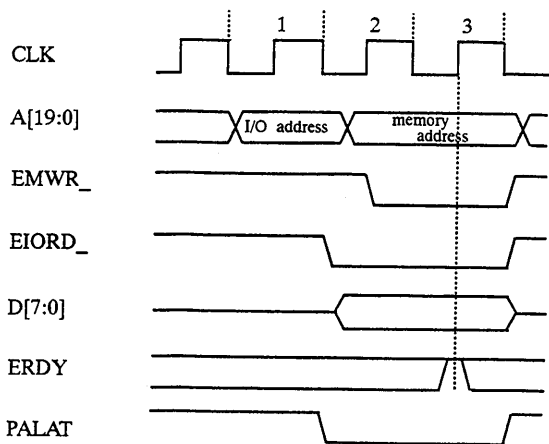 1 2 3
CLK
A[19:0] I/O address memory
address
EMWR_
EIORD_
D[7:0]
ERDY
PALAT